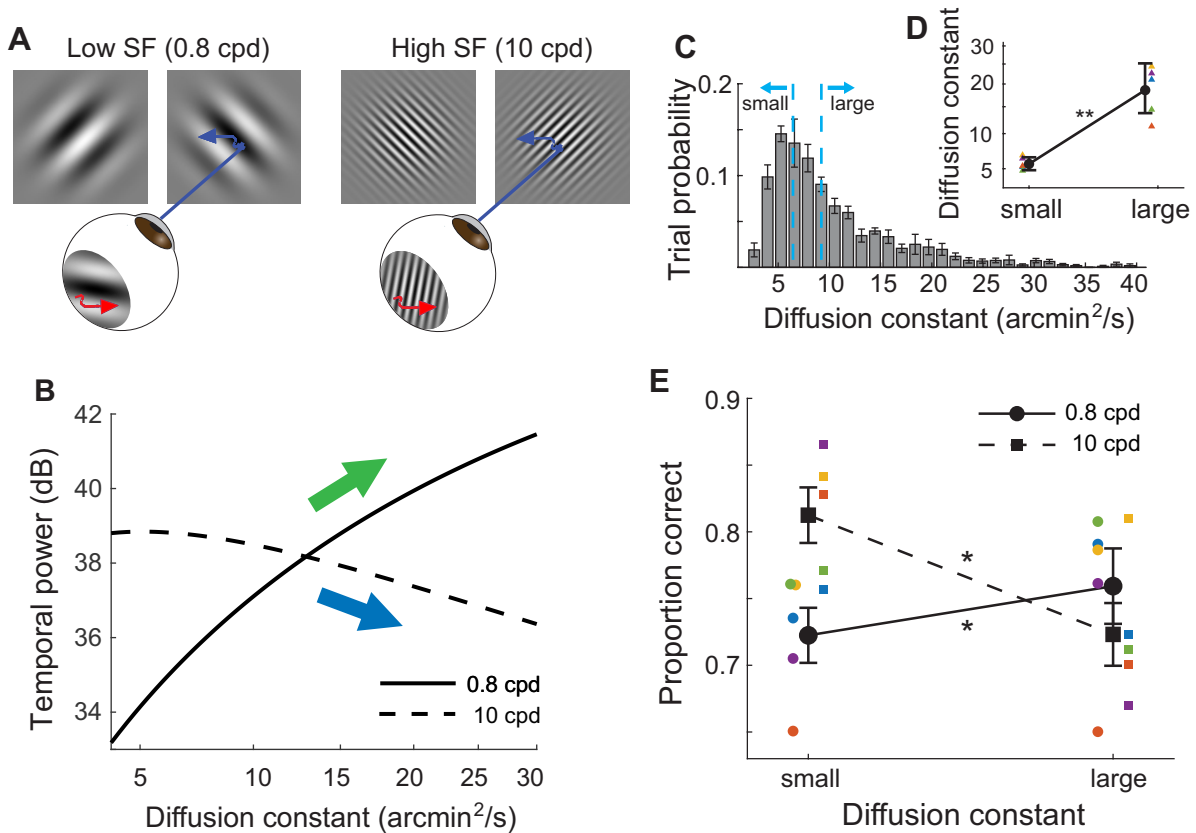 A
Low SF (0.8 cpd)
High SF (10 cpd)
B
Temporal power (dB)
42
40
38
36
34
33
0.8 cpd
10 cpd
5
10
15
20
25
30
Diffusion constant (arcmin²/s)
C
Trial probability
0.2
0.1
0
small
large
5
10
15
20
25
30
35
40
Diffusion constant (arcmin²/s)
D
Diffusion constant
30
20
10
5
**
small
large
E
Proportion correct
0.9
0.8
0.7
0.8 cpd
10 cpd
*
*
small
large
Diffusion constant